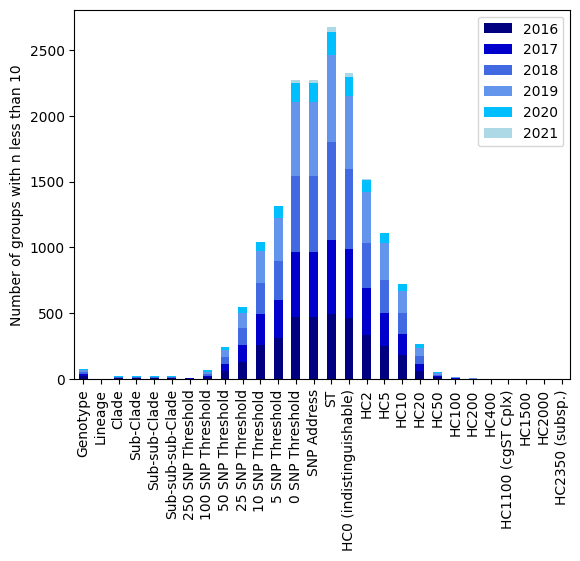 Number of groups with n less than 10
2500
2000
1500
1000
500
0
2016
2017
2018
2019
2020
2021
Genotype
Lineage
Clade
Sub-Clade
Sub-sub-Clade
Sub-sub-sub-Clade
250 SNP Threshold
100 SNP Threshold
50 SNP Threshold
25 SNP Threshold
10 SNP Threshold
5 SNP Threshold
0 SNP Threshold
SNP Address
ST
HC0 (indistinguishable)
HC2
HC5
HC10
HC20
HC50
HC100
HC200
HC400
HC1100 (cgST Cplx)
HC1500
HC2000
HC2350 (subsp.)